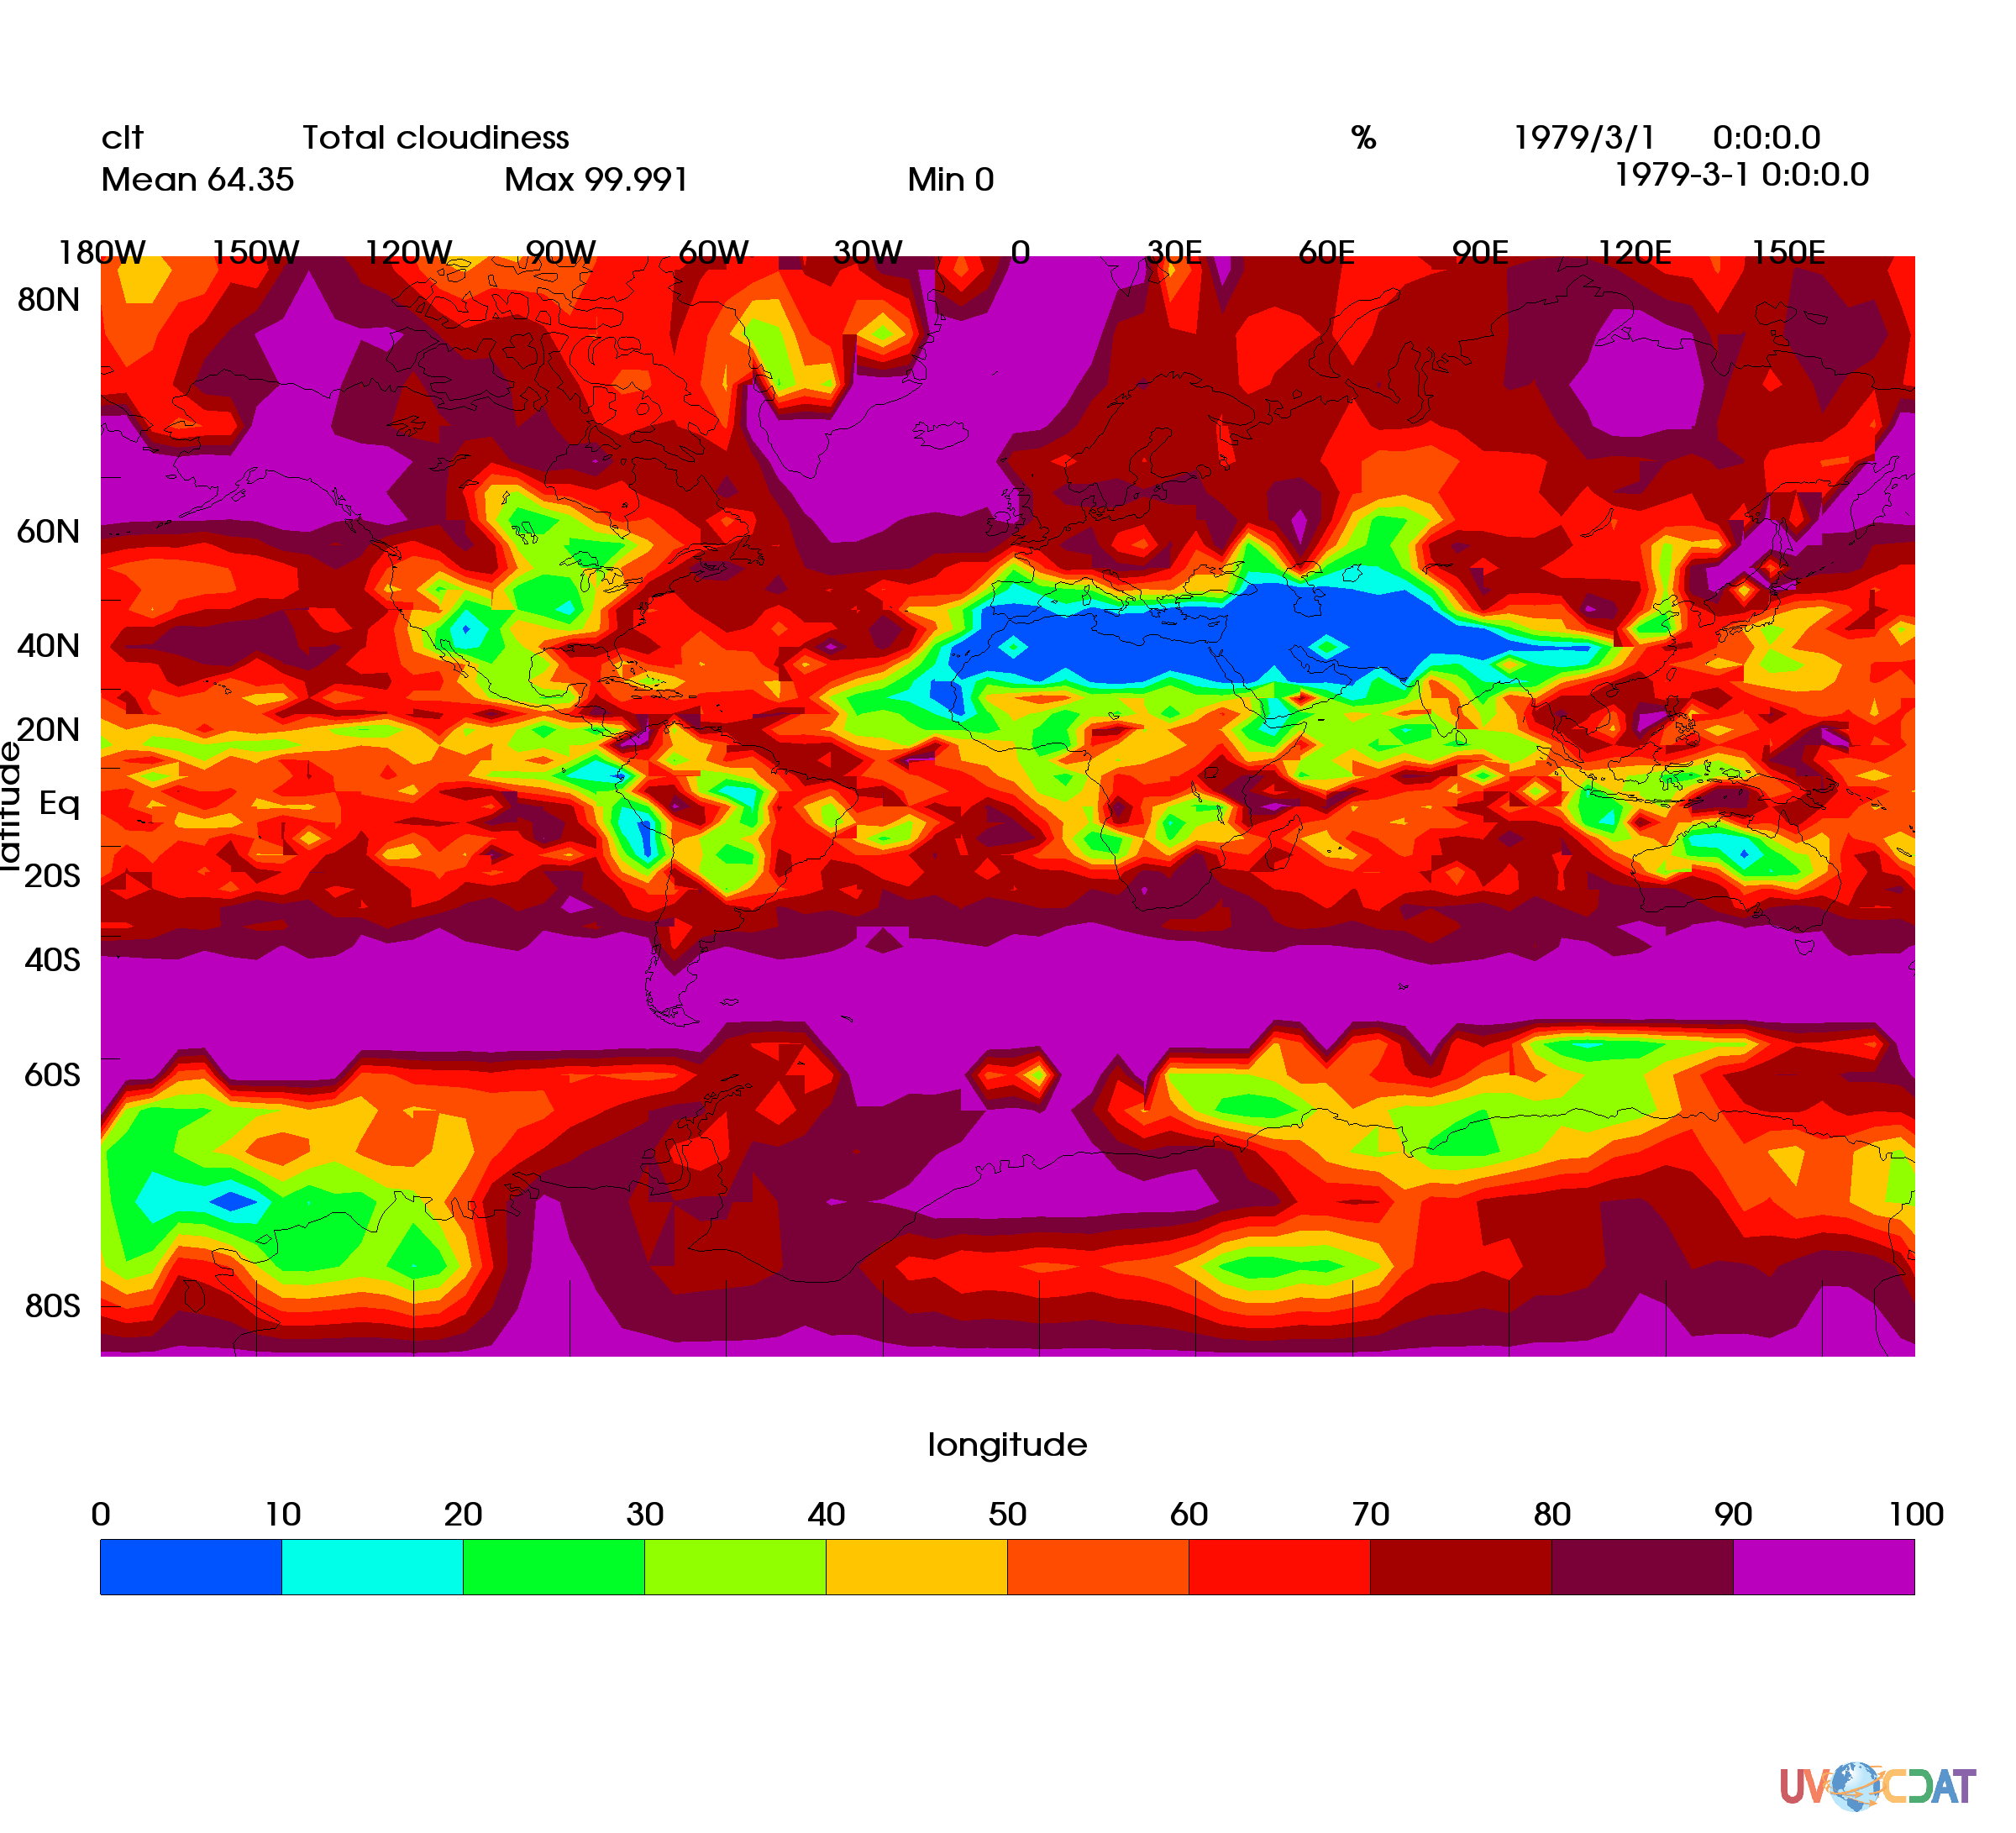 clt Total cloudiness % 1979/3/1 0:0:0.0
Mean 64.35 Max 99.991 Min 0 1979-3-1 0:0:0.0
180W 150W 120W 90W 60W 30W 0 30E 60E 90E 120E 150E
80N
60N
40N
20N
latitude
Eq
20S
40S
60S
80S
longitude
0 10 20 30 40 50 60 70 80 90 100
UV CDAT